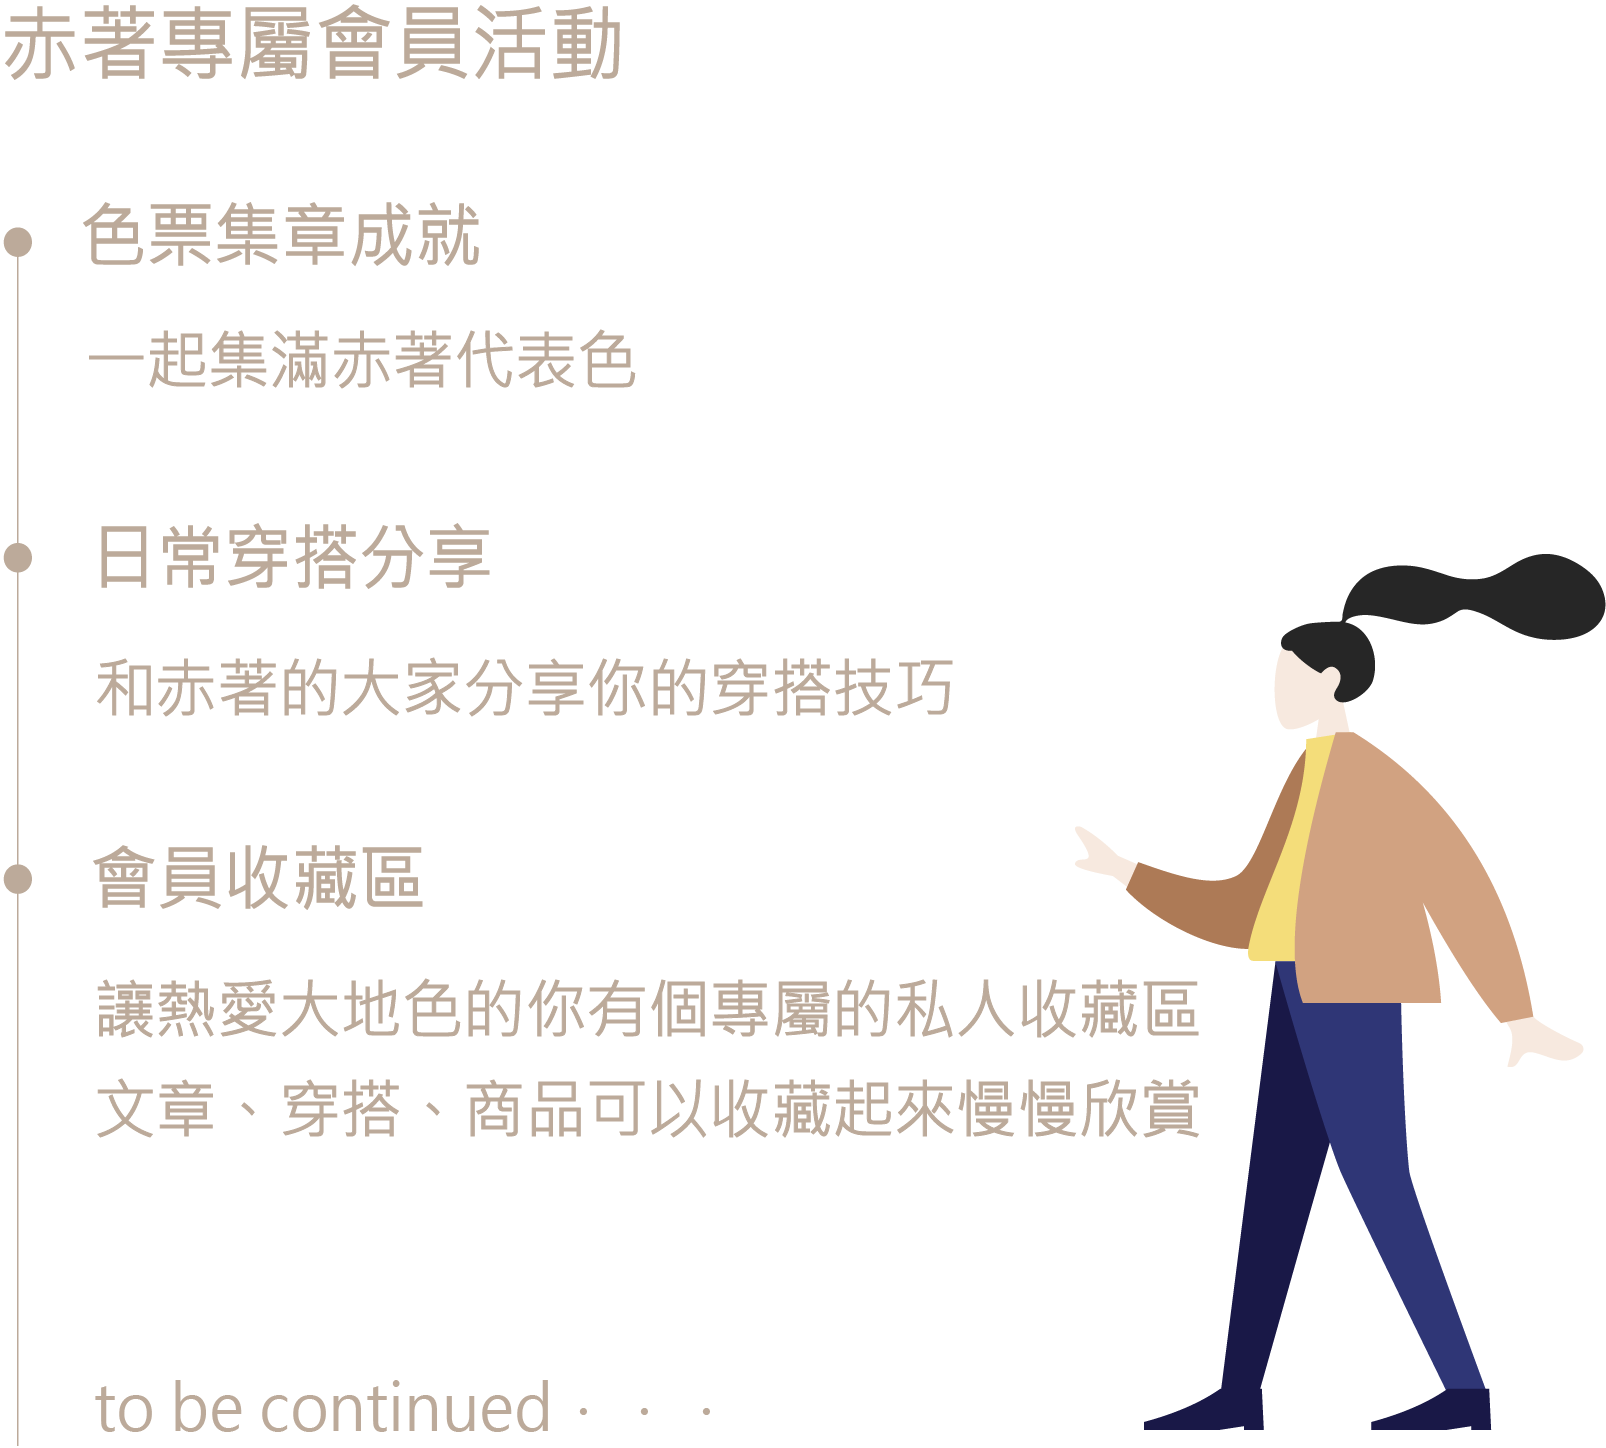 赤著專屬會員活動
色票集章成就
一起集滿赤著代表色
日常穿搭分享
和赤著的大家分享你的穿搭技巧
會員收藏區
讓熱愛大地色的你有個專屬的私人收藏區
文章、穿搭、商品可以收藏起來慢慢欣賞
to be continued・・・